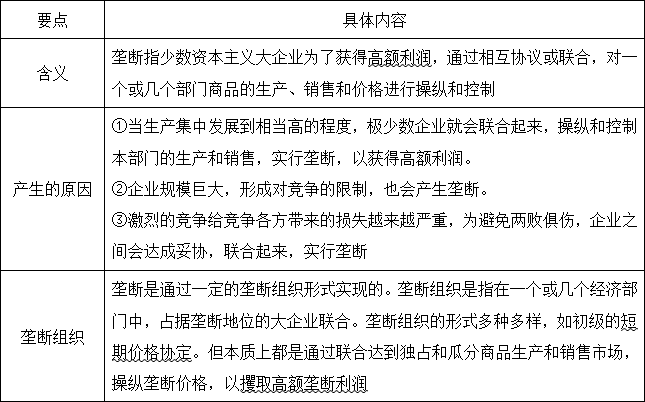 要点 具体内容
含义
垄断指少数资本主义大企业为了获得高额利润，通过相互协议或联合，对一
个或几个部门商品的生产、销售和价格进行操纵和控制
产生的原因
①当生产集中发展到相当高的程度，极少数企业就会联合起来，操纵和控制
本部门的生产和销售，实行垄断，以获得高额利润。
②企业规模巨大，形成对竞争的限制，也会产生垄断。
③激烈的竞争给竞争各方带来的损失越来越严重，为避免两败俱伤，企业之
间会达成妥协，联合起来，实行垄断
垄断组织
垄断是通过一定的垄断组织形式实现的。垄断组织是指在一个或几个经济部
门中，占据垄断地位的大企业联合。垄断组织的形式多种多样，如初级的短
期价格协定。但本质上都是通过联合达到独占和瓜分商品生产和销售市场，
操纵垄断价格，以攫取高额垄断利润